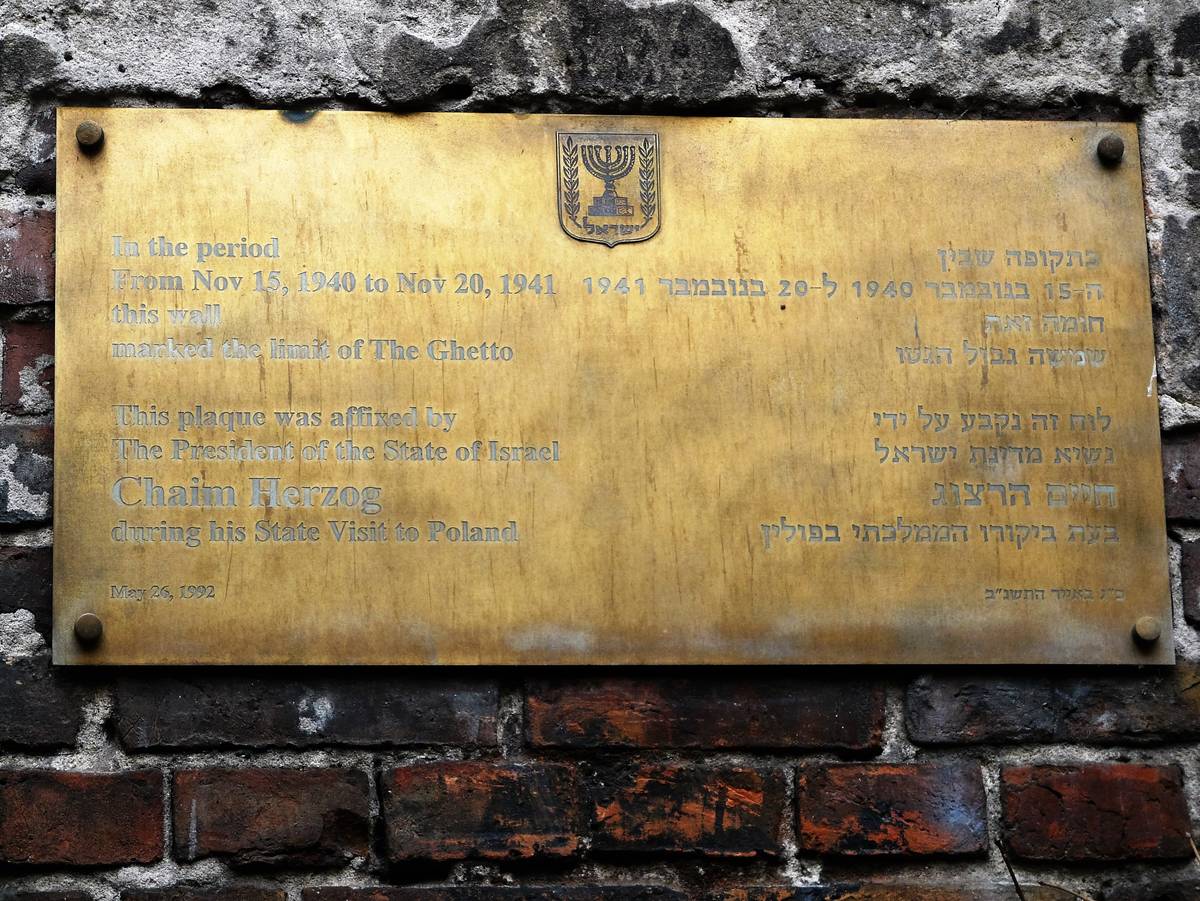 ישראל
In the period
From Nov 15, 1940 to Nov 20, 1941
this wall
marked the limit of The Ghetto
This plaque was affixed by
The President of the State of Israel
Chaim Herzog
during his State Visit to Poland
May 26, 1992
בתקופה שבין
ה-15 בנובמבר 1940 ל-20 בנובמבר 1941
חומה זאת
שמשה גבול הגטו
לוח זה נקבע על ידי
נשיא מדינת ישראל
חיים הרצוג
בעת ביקורו הממלכתי בפולין
כ״ג באייר התשנ״ב